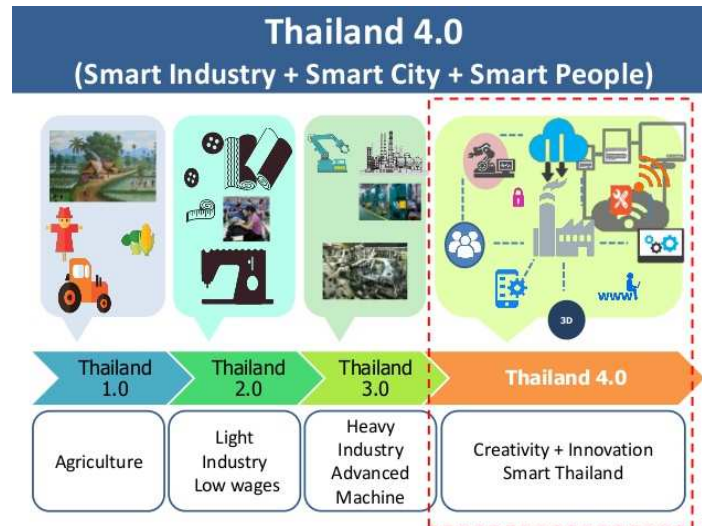 Thailand 4.0
(Smart Industry + Smart City + Smart People)
www
3D
Thailand
1.0
Thailand
2.0
Thailand
3.0
Thailand 4.0
Agriculture
Light
Industry
Low wages
Heavy
Industry
Advanced
Machine
Creativity + Innovation
Smart Thailand